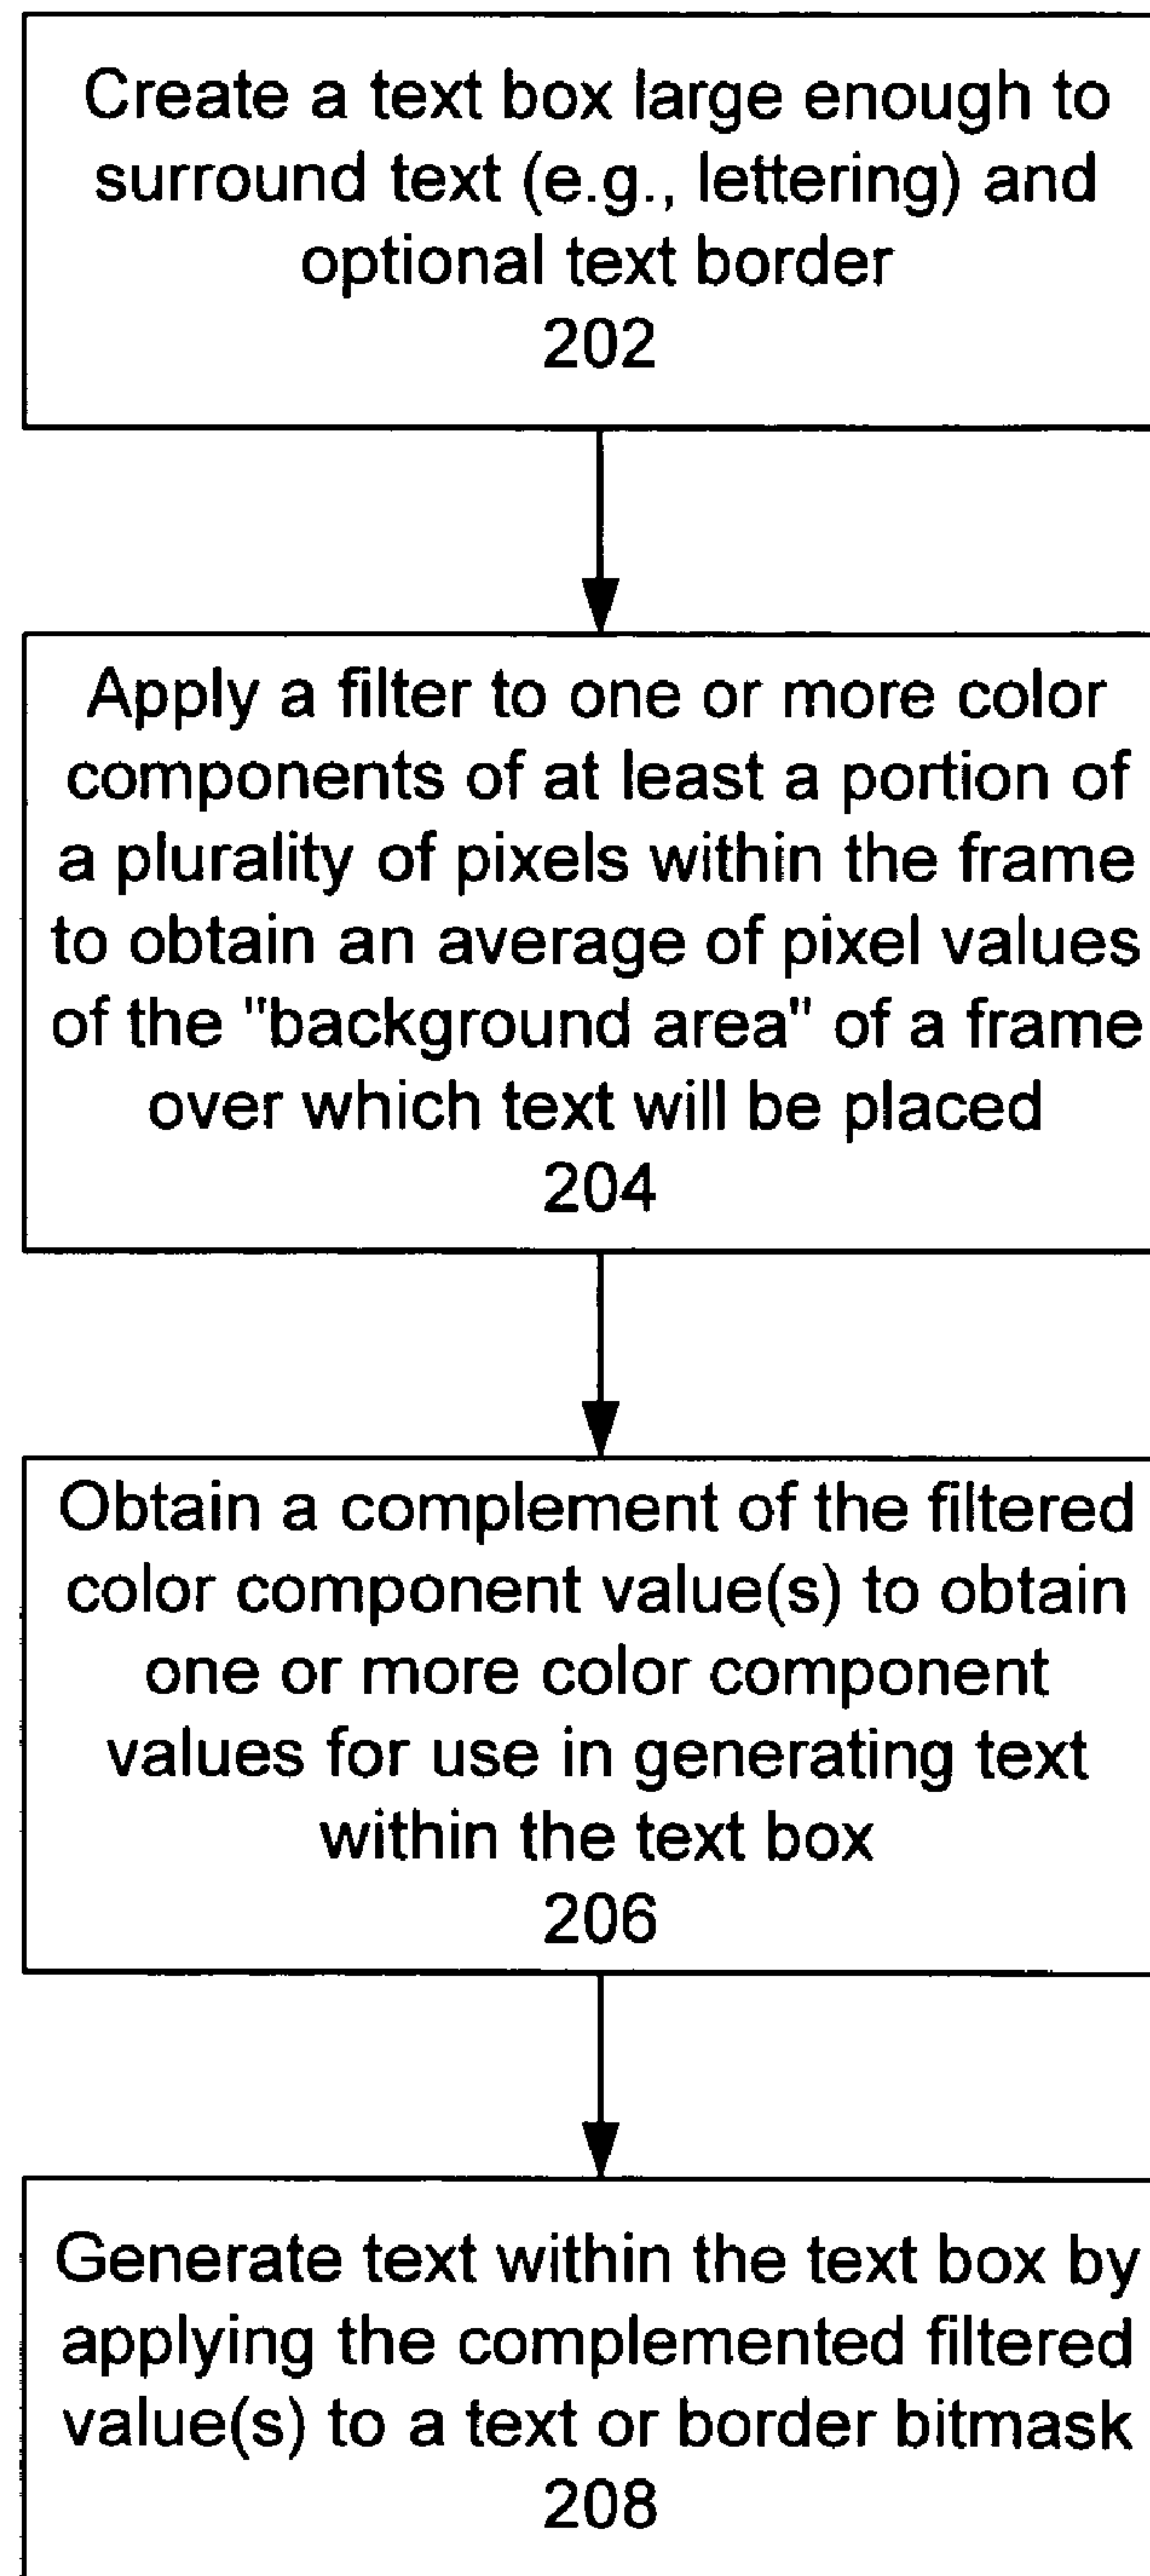 Create a text box large enough to
surround text (e.g., lettering) and
optional text border
202
Apply a filter to one or more color
components of at least a portion of
a plurality of pixels within the frame
to obtain an average of pixel values
of the "background area" of a frame
over which text will be placed
204
Obtain a complement of the filtered
color component value(s) to obtain
one or more color component
values for use in generating text
within the text box
206
Generate text within the text box by
applying the complemented filtered
value(s) to a text or border bitmask
208